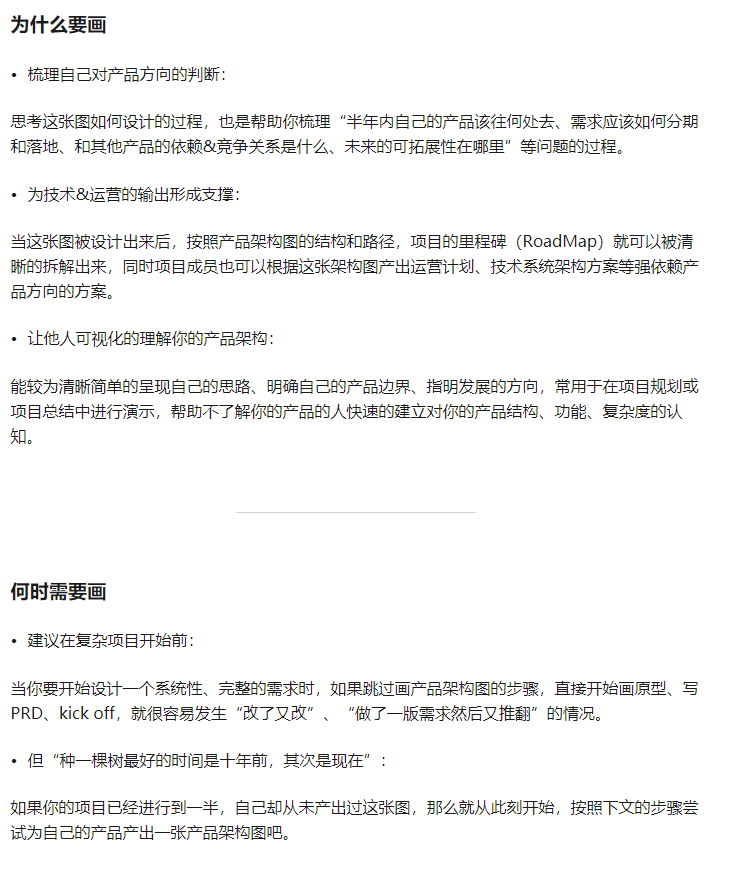 为什么要画
• 梳理自己对产品方向的判断：
思考这张图如何设计的过程，也是帮助你梳理“半年内自己的产品该往何处去、需求应该如何分期
和落地、和其他产品的依赖&竞争关系是什么、未来的可拓展性在哪里”等问题的过程。
• 为技术&运营的输出形成支撑：
当这张图被设计出来后，按照产品架构图的结构和路径，项目的里程碑（RoadMap）就可以被清
晰的拆解出来，同时项目成员也可以根据这张架构图产出运营计划、技术系统架构方案等强依赖产
品方向的方案。
• 让他人可视化的理解你的产品架构：
能较为清晰简单的呈现自己的思路、明确自己的产品边界、指明发展的方向，常用于在项目规划或
项目总结中进行演示，帮助不了解你的产品的人快速的建立对你的产品结构、功能、复杂度的认
知。
何时需要画
• 建议在复杂项目开始前：
当你要开始设计一个系统性、完整的需求时，如果跳过画产品架构图的步骤，直接开始画原型、写
PRD、kick off，就很容易发生“改了又改”、“做了一版需求然后又推翻”的情况。
• 但“种一棵树最好的时间是十年前，其次是现在”：
如果你的项目已经进行到一半，自己却从未产出过这张图，那么就从此刻开始，按照下文的步骤尝
试为自己的产品产出一张产品架构图吧。